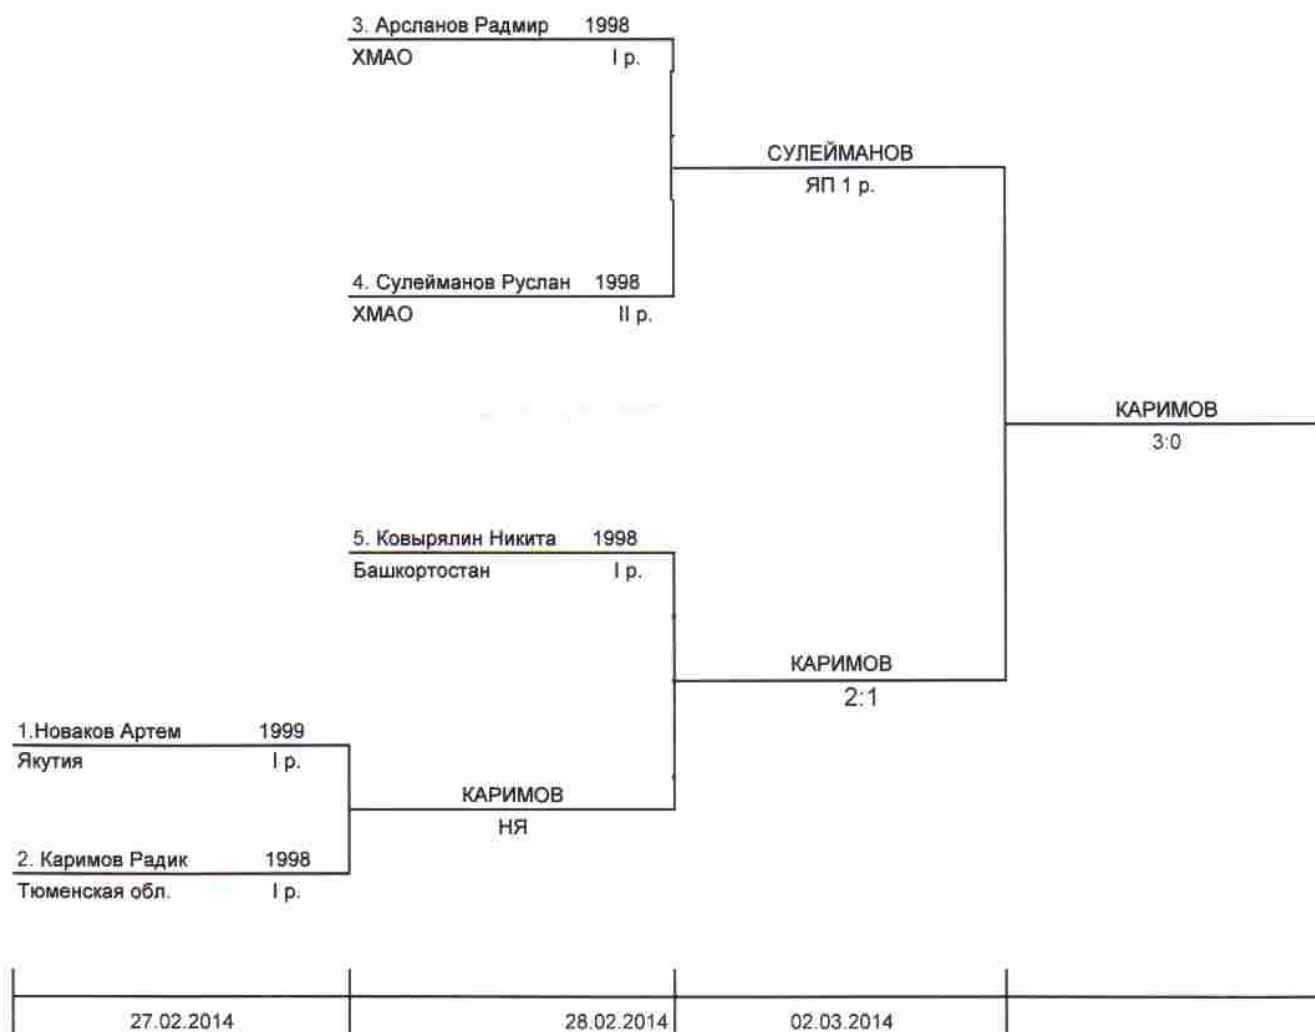 3. Арсланов Радмир 1998
ХМАО I р.
СУЛЕЙМАНОВ
ЯП 1 р.
4. Сулейманов Руслан 1998
ХМАО II р.
КАРИМОВ
3:0
5. Ковырялин Никита 1998
Башкортостан I р.
КАРИМОВ
2:1
1.Новаков Артем 1999
Якутия I р.
КАРИМОВ
НЯ
2. Каримов Радик 1998
Тюменская обл. I р.
27.02.2014 28.02.2014 02.03.2014